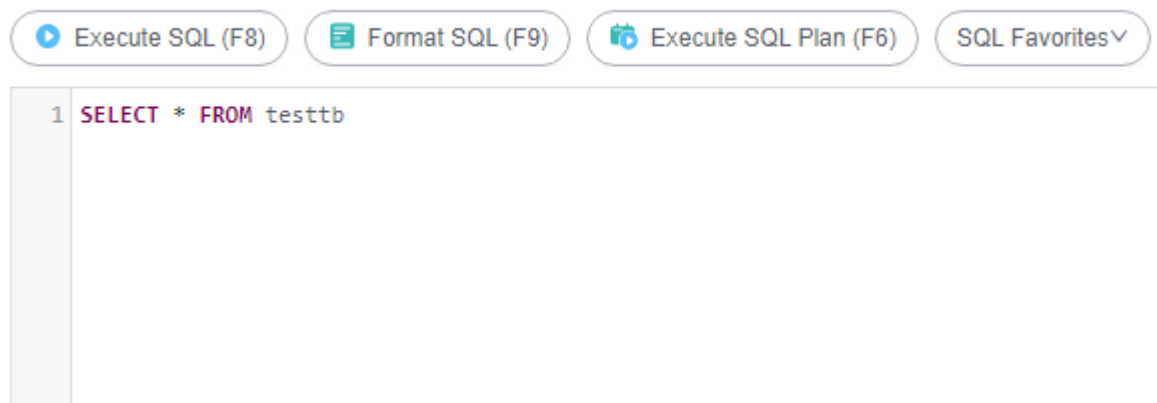 Execute SQL (F8) Format SQL (F9) Execute SQL Plan (F6) SQL Favorites
1 SELECT * FROM testtb